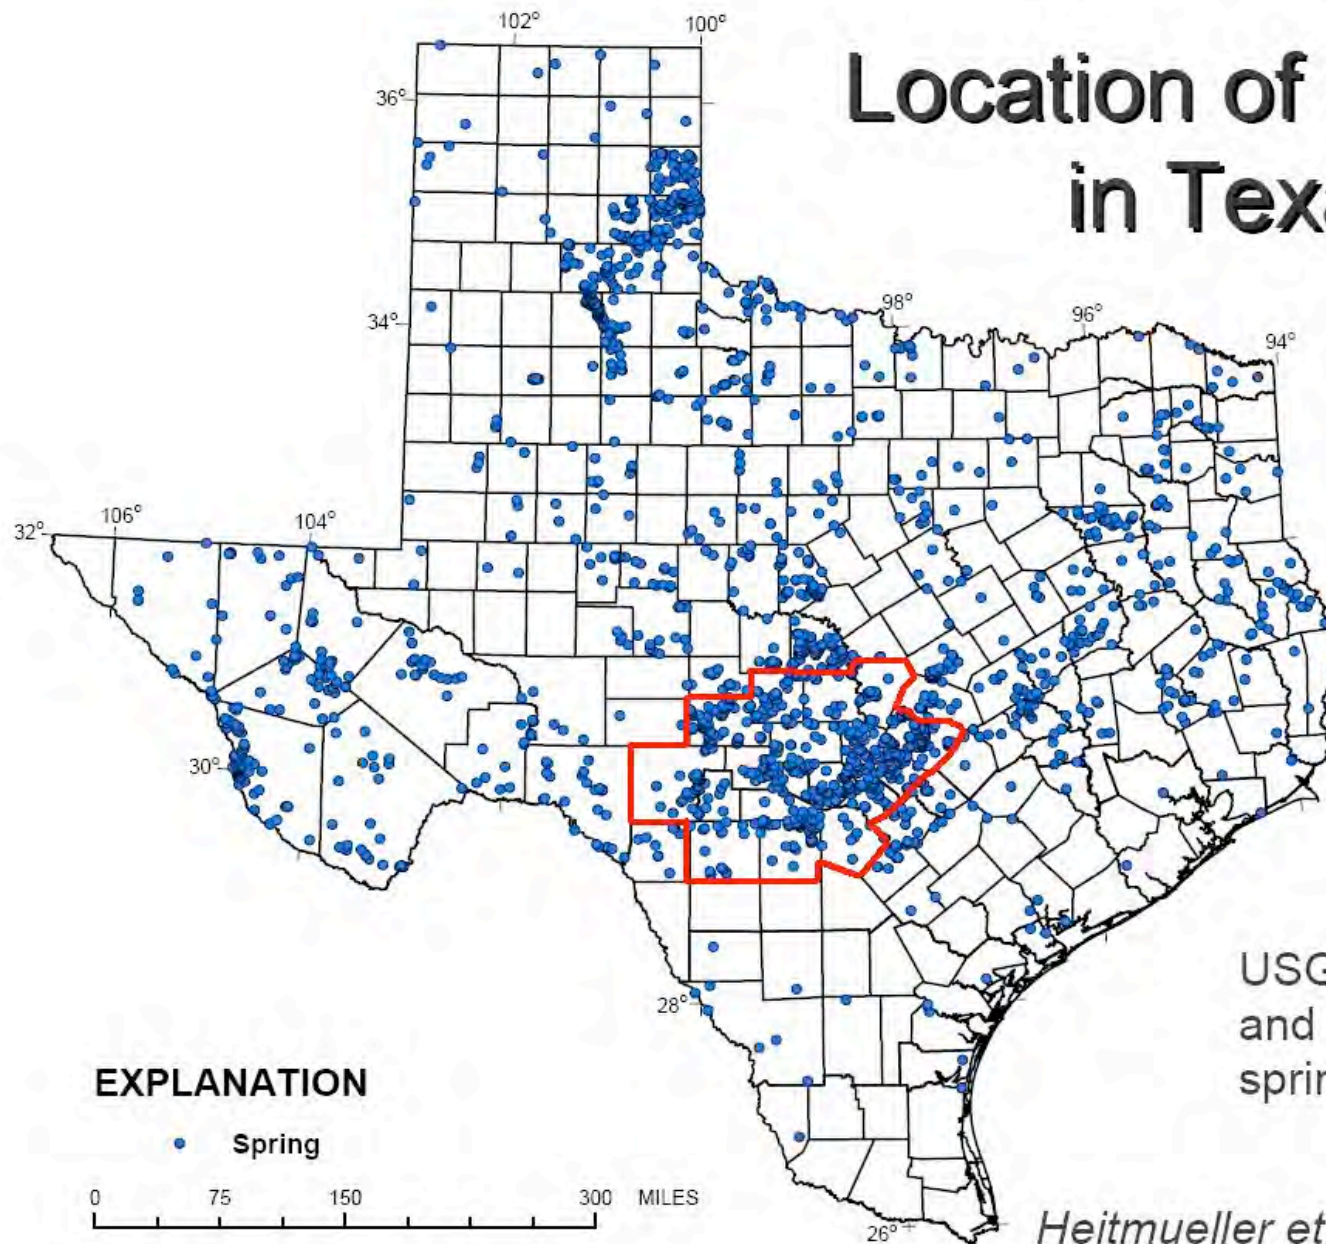 Location of
in Texa
102°
100°
36°
34°
98°
96°
94°
32°
106°
104°
30°
28°
26°
USG
and
sprin
EXPLANATION
Spring
0 75 150 300 MILES
Heitmueller et